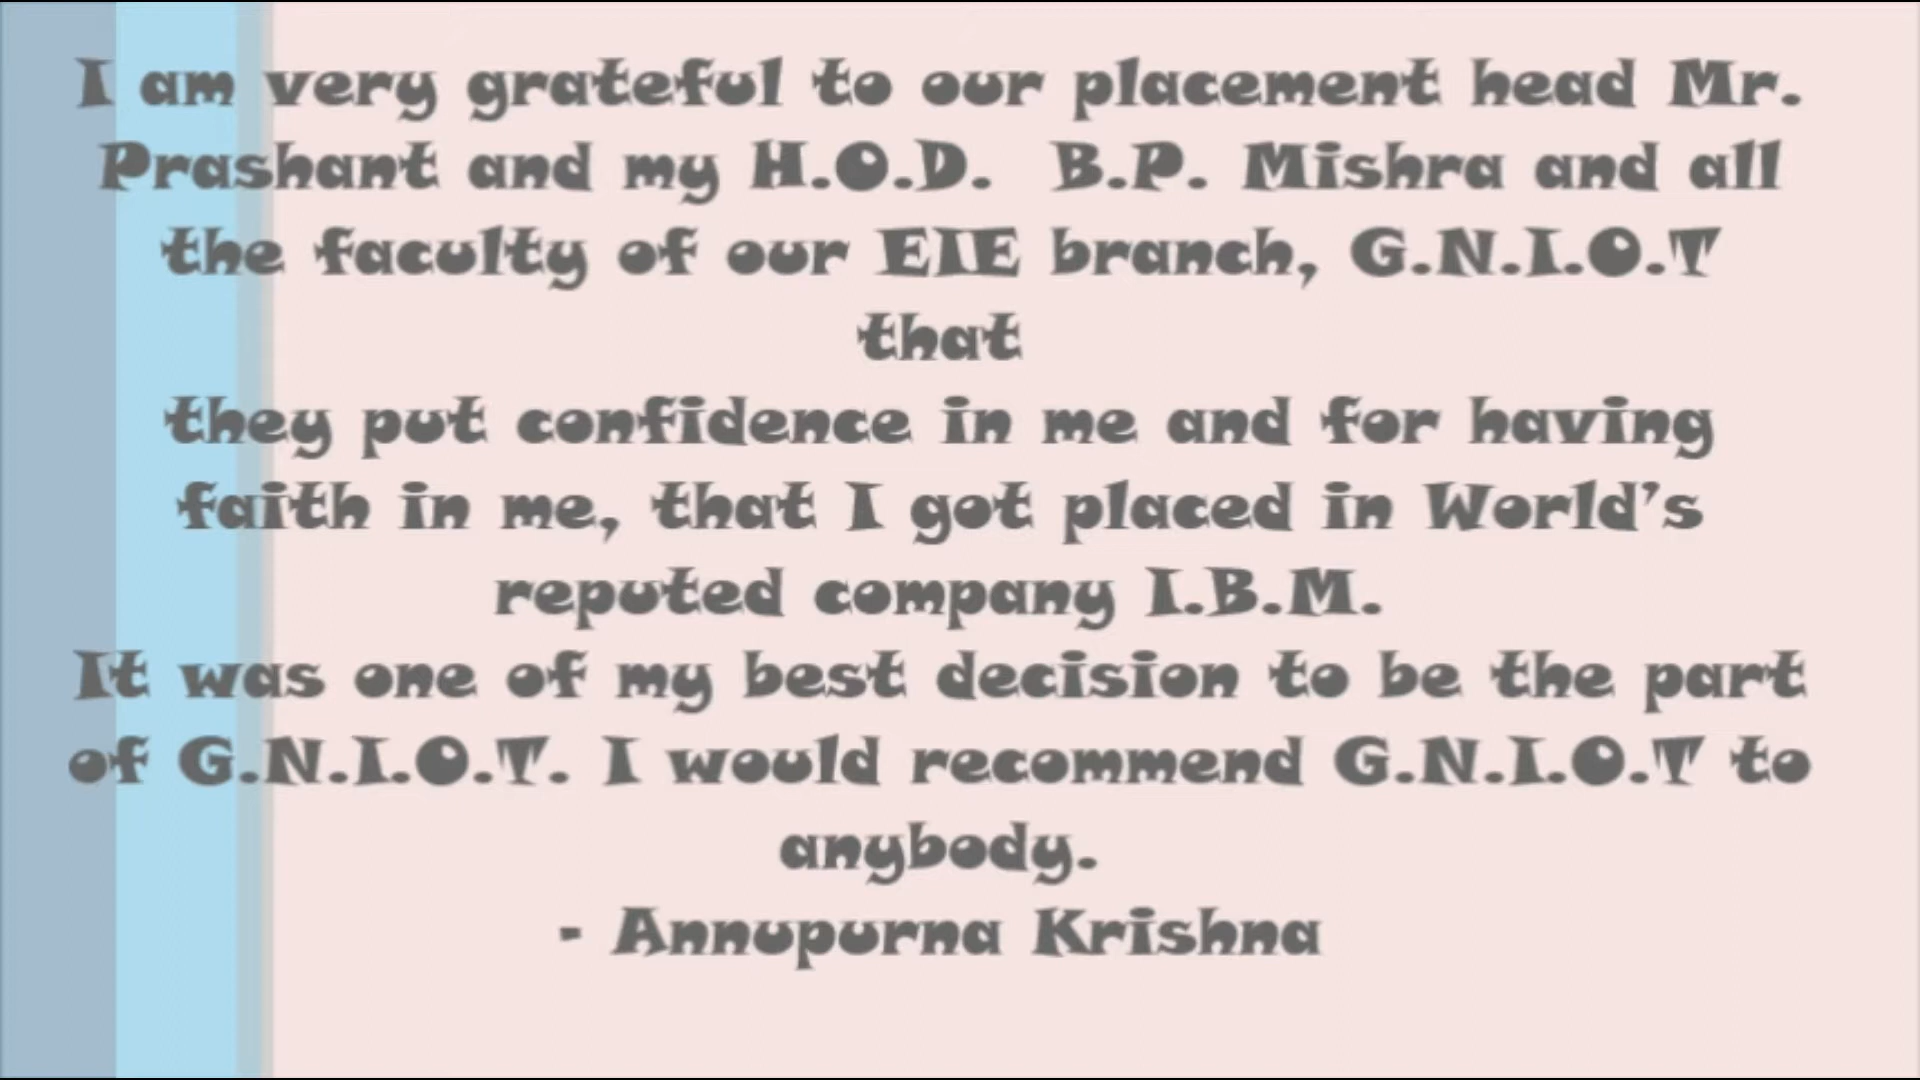 I am very grateful to our placement head Mr.
Prashant and my H.O.D.  B.P. Mishra and all
the faculty of our EIE branch, G.N.I.O.T
that
they put confidence in me and for having
faith in me, that I got placed in World's
reputed company I.B.M.
It was one of my best decision to be the part
of G.N.I.O.T. I would recommend G.N.I.O.T to
anybody.
- Annupurna Krishna